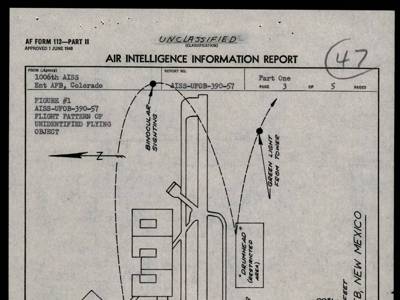 AF FORM 112—PART II
APPROVED 1 JUNE 1948
UNCLASSIFIED
(CLASSIFICATION)
AIR INTELLIGENCE INFORMATION REPORT
47
FROM (Agency)
1006th AISS
Ent AFB, Colorado
REPORT NO.
AISS-UFOB-390-57
Part One
PAGE 3 OF 5 PAGES
FIGURE #1
AISS-UFOB-390-57
FLIGHT PATTERN OF
UNIDENTIFIED FLYING
OBJECT
BINOCULAR
SIGHTING
GREEN LIGHT
FROM TOWER
N
"DRUMHEAD"
(RESTRICTED
AREA)
NEW MEXICO
FEET